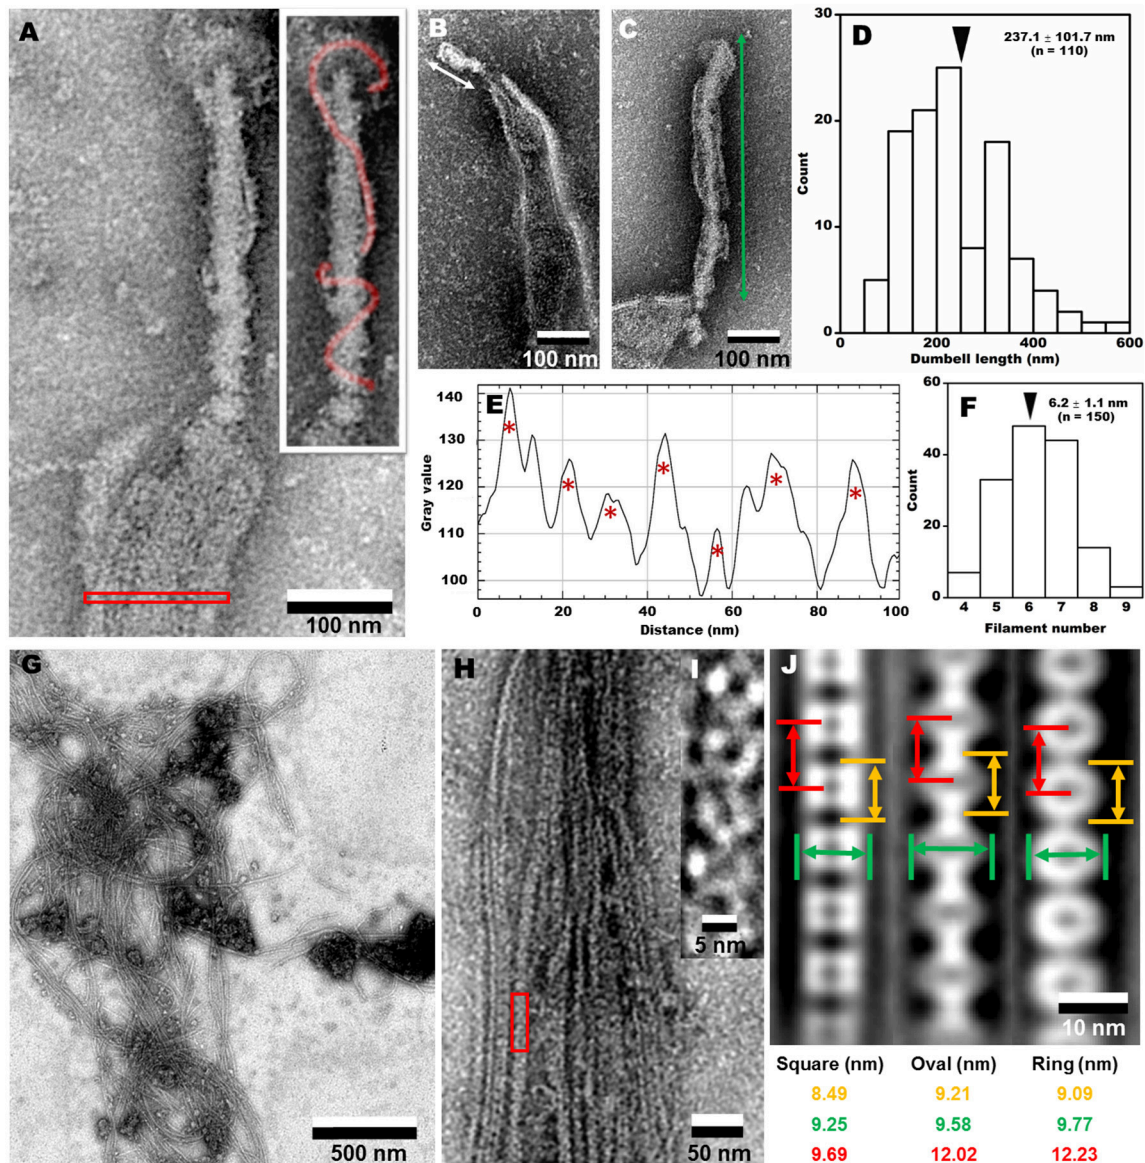 A
100 nm
B
100 nm
C
100 nm
D
237.1 ± 101.7 nm
(n = 110)
30
20
10
0
Count
0 200 400 600
Dumbell length (nm)
E
140
130
120
110
100
Gray value
* * * * * * *
0 20 40 60 80 100
Distance (nm)
F
6.2 ± 1.1 nm
(n = 150)
60
40
20
0
Count
4 5 6 7 8 9
Filament number
G
500 nm
H
50 nm
I
5 nm
J
10 nm
Square (nm) Oval (nm) Ring (nm)
8.49 9.21 9.09
9.25 9.58 9.77
9.69 12.02 12.23